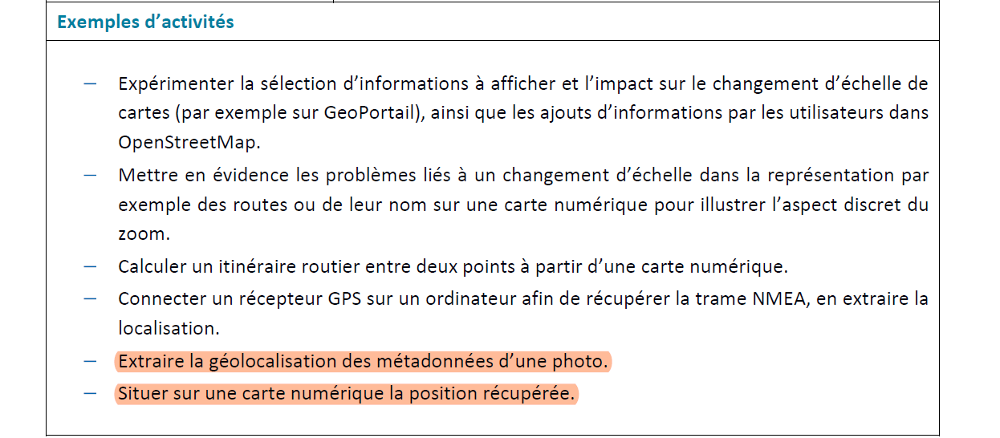 Exemples d’activités
– Expérimenter la sélection d’informations à afficher et l’impact sur le changement d’échelle de
cartes (par exemple sur GeoPortail), ainsi que les ajouts d’informations par les utilisateurs dans
OpenStreetMap.
– Mettre en évidence les problèmes liés à un changement d’échelle dans la représentation par
exemple des routes ou de leur nom sur une carte numérique pour illustrer l’aspect discret du
zoom.
– Calculer un itinéraire routier entre deux points à partir d’une carte numérique.
– Connecter un récepteur GPS sur un ordinateur afin de récupérer la trame NMEA, en extraire la
localisation.
– Extraire la géolocalisation des métadonnées d’une photo.
– Situer sur une carte numérique la position récupérée.